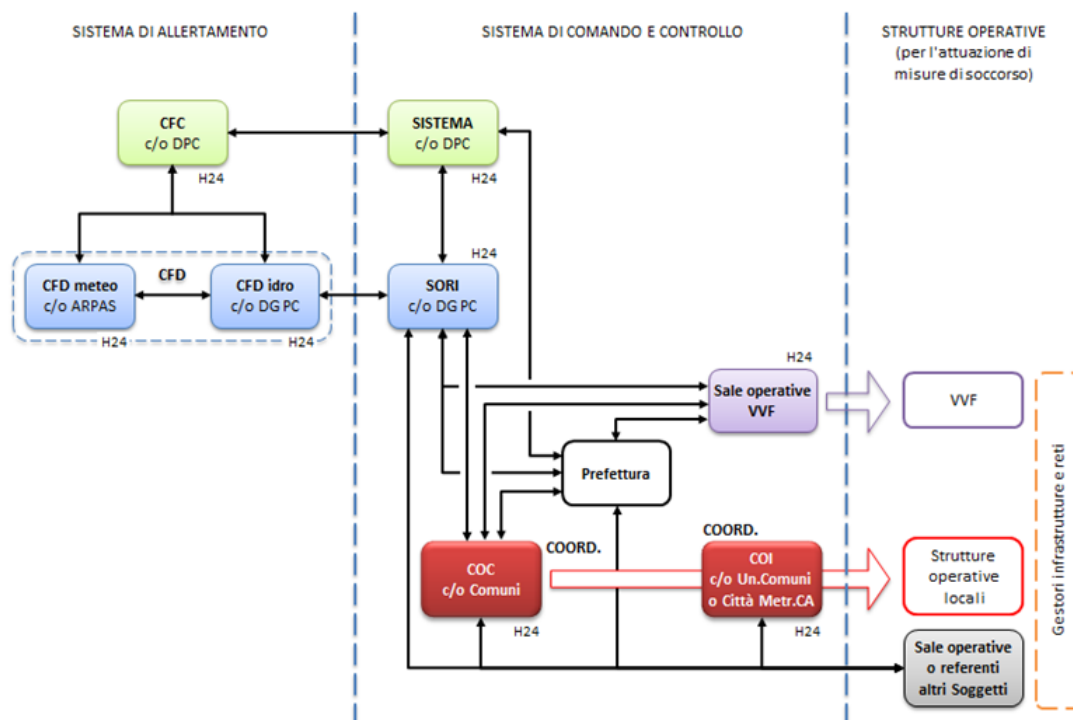 SISTEMA DI ALLERTAMENTO
SISTEMA DI COMANDO E CONTROLLO
STRUTTURE OPERATIVE
(per l'attuazione di
misure di soccorso)
CFC
c/o DPC
H24
SISTEMA
c/o DPC
H24
CFD
CFD meteo
c/o ARPAS
H24
CFD idro
c/o DG PC
H24
H24
SORI
c/o DG PC
H24
Sale operative
VVF
VVF
Prefettura
COORD.
COC
c/o Comuni
H24
COORD.
COI
c/o Un.Comuni
o Città Metr.CA
H24
Strutture
operative
locali
Sale operative
o referenti
altri Soggetti
Gestori infrastrutture e reti